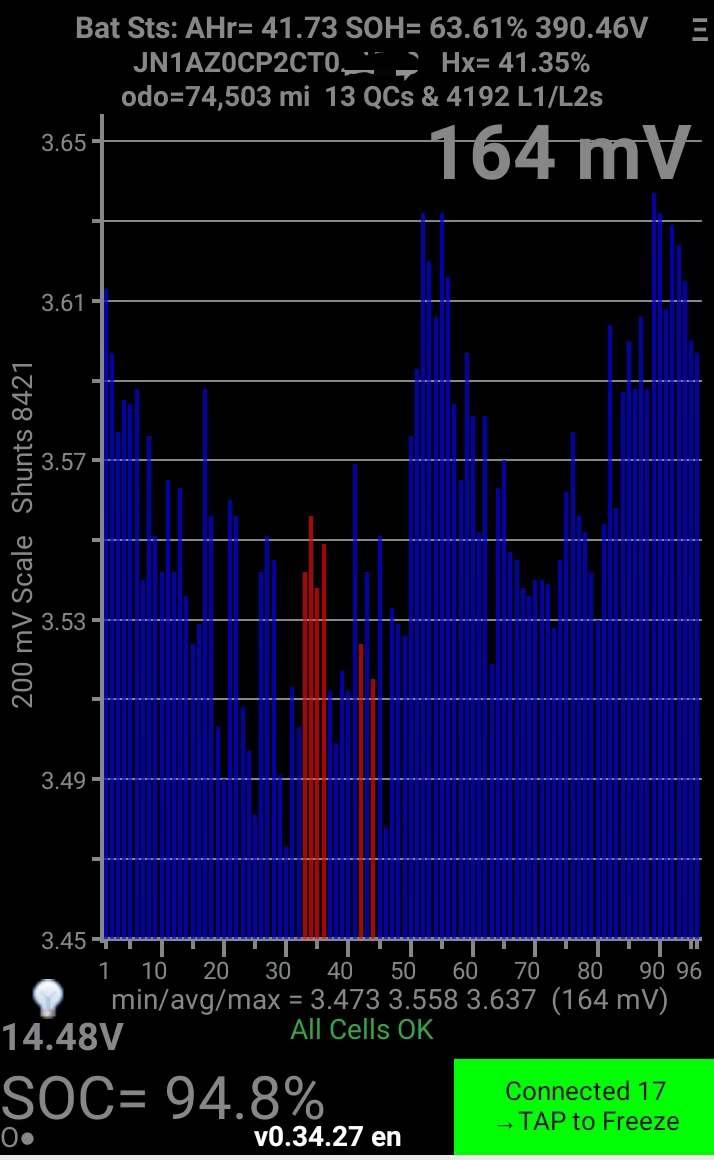 Bat Sts: AHr= 41.73 SOH= 63.61% 390.46V
JN1AZ0CP2CT0 Hx= 41.35%
odo=74,503 mi 13 QCs & 4192 L1/L2s
164 mV
3.65
3.61
3.57
3.53
3.49
3.45
200 mV Scale Shunts 8421
1 10 20 30 40 50 60 70 80 90 96
min/avg/max = 3.473 3.558 3.637 (164 mV)
All Cells OK
14.48V
SOC= 94.8%
Connected 17
→TAP to Freeze
O●
v0.34.27 en